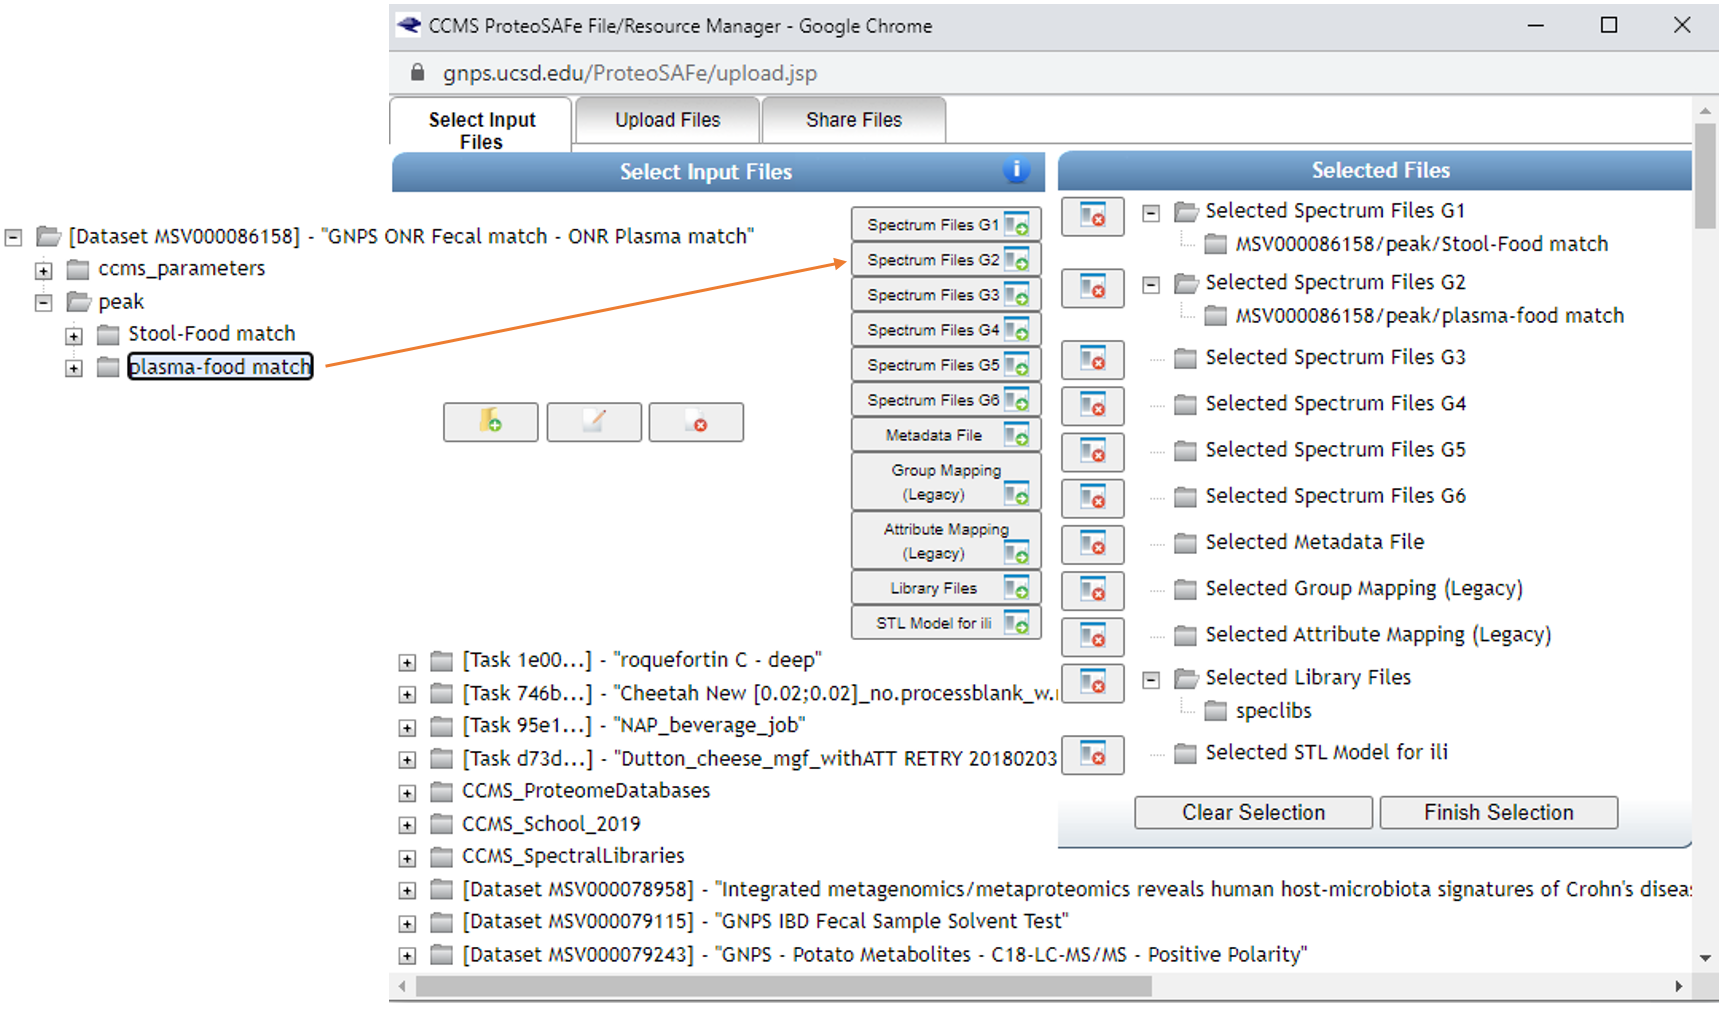 CCMS ProteoSAFe File/Resource Manager - Google Chrome
gnps.ucsd.edu/ProteoSAFe/upload.jsp
Select Input
Files
Upload Files
Share Files
Select Input Files
i
[Dataset MSV000086158] - "GNPS ONR Fecal match - ONR Plasma match"
ccms_parameters
peak
Stool-Food match
plasma-food match
Spectrum Files G1
Spectrum Files G2
Spectrum Files G3
Spectrum Files G4
Spectrum Files G5
Spectrum Files G6
Metadata File
Group Mapping
(Legacy)
Attribute Mapping
(Legacy)
Library Files
STL Model for ili
[Task 1e00...] - "roquefortin C - deep"
[Task 746b...] - "Cheetah New [0.02;0.02]_no.processblank_w.
[Task 95e1...] - "NAP_beverage_job"
[Task d73d...] - "Dutton_cheese_mgf_withATT RETRY 20180203
CCMS_ProteomeDatabases
CCMS_School_2019
CCMS_SpectralLibraries
[Dataset MSV000078958] - "Integrated metagenomics/metaproteomics reveals human host-microbiota signatures of Crohn's diseas
[Dataset MSV000079115] - "GNPS IBD Fecal Sample Solvent Test"
[Dataset MSV000079243] - "GNPS - Potato Metabolites - C18-LC-MS/MS - Positive Polarity"
Selected Files
Selected Spectrum Files G1
MSV000086158/peak/Stool-Food match
Selected Spectrum Files G2
MSV000086158/peak/plasma-food match
Selected Spectrum Files G3
Selected Spectrum Files G4
Selected Spectrum Files G5
Selected Spectrum Files G6
Selected Metadata File
Selected Group Mapping (Legacy)
Selected Attribute Mapping (Legacy)
Selected Library Files
speclibs
Selected STL Model for ili
Clear Selection
Finish Selection